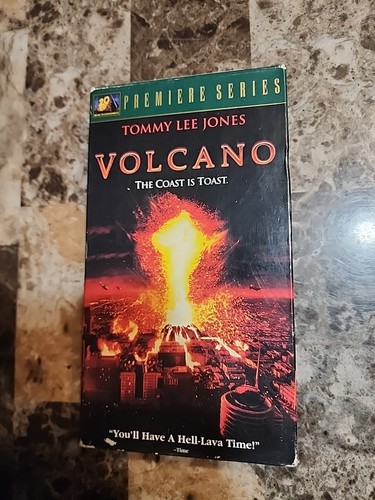 PREMIERE SERIES
TOMMY LEE JONES
VOLCANO
THE COAST IS TOAST.
"You'll Have A Hell-Lava Time!"
-Time